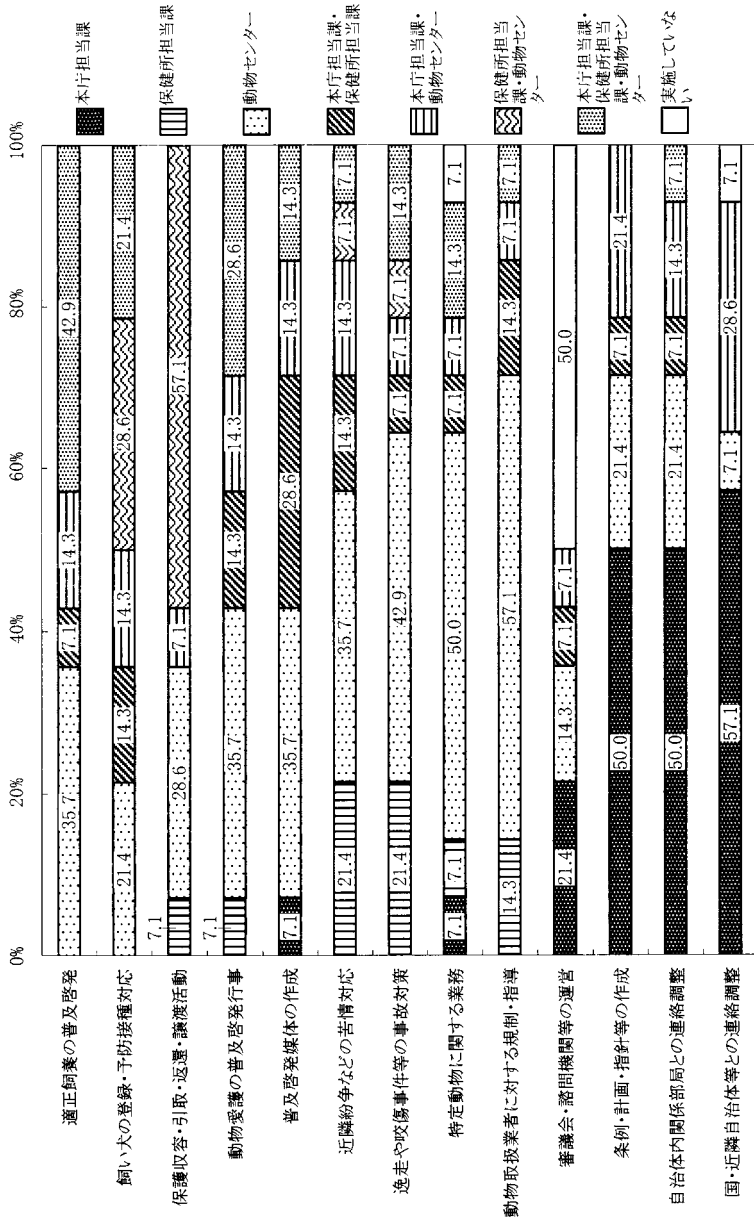 0%
20%
40%
60%
80%
100%
適正飼養の普及啓発
35.7
7.1
14.3
42.9
飼い犬の登録・予防接種対応
21.4
14.3
14.3
28.6
21.4
保護収容・引取・返還・譲渡活動
7.1
28.6
7.1
57.1
動物愛護の普及啓発行事
7.1
35.7
14.3
14.3
28.6
普及啓発媒体の作成
7.1
35.7
28.6
14.3
14.3
近隣紛争などの苦情対応
21.4
35.7
14.3
14.3
7.1
7.1
逸走や咬傷事件等の事故対策
21.4
42.9
7.1
7.1
7.1
14.3
特定動物に関する業務
7.1
7.1
50.0
7.1
7.1
14.3
7.1
動物取扱業者に対する規制・指導
14.3
57.1
14.3
7.1
7.1
審議会・諮問機関等の運営
21.4
14.3
7.1
7.1
50.0
条例・計画・指針等の作成
50.0
21.4
7.1
21.4
自治体内関係部局との連絡調整
50.0
21.4
7.1
14.3
7.1
国・近隣自治体等との連絡調整
57.1
7.1
28.6
7.1
本庁担当課
保健所担当課
動物センター
本庁担当課・
保健所担当課
本庁担当課・
動物センター
保健所担当
課・動物セン
ター
本庁担当課・
保健所担当
課・動物セン
ター
実施していな
い